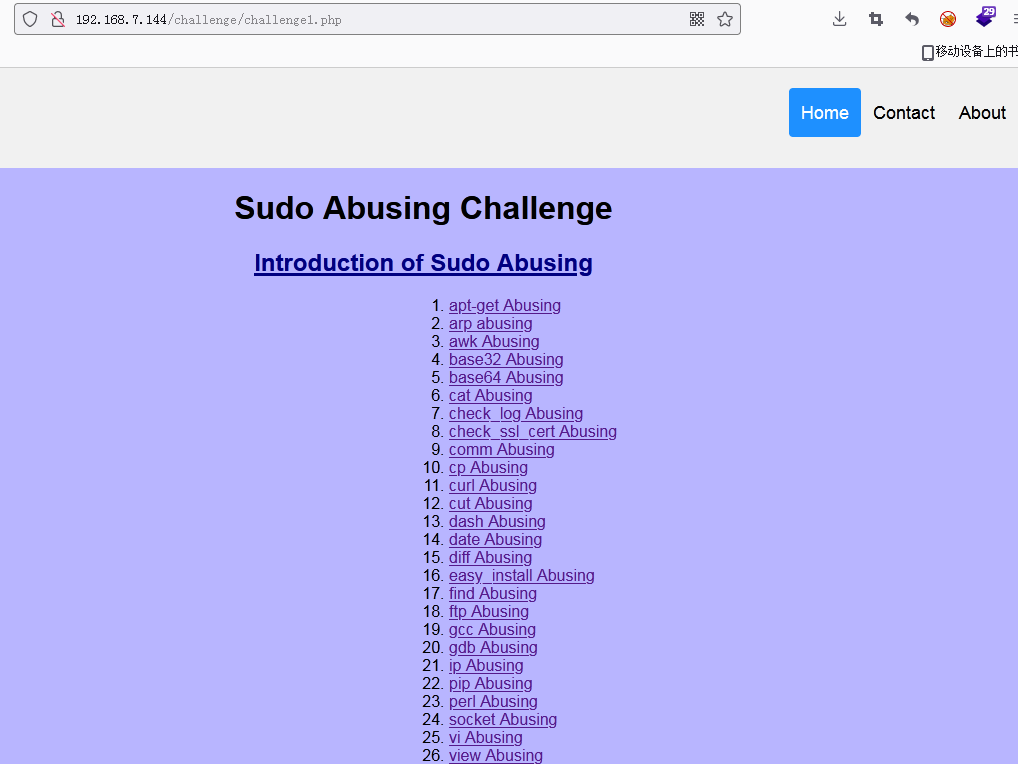 192.168.7.144/challenge/challenge1.php
29
移动设备上的书
Home Contact About
Sudo Abusing Challenge
Introduction of Sudo Abusing
1. apt-get Abusing
2. arp abusing
3. awk Abusing
4. base32 Abusing
5. base64 Abusing
6. cat Abusing
7. check_log Abusing
8. check_ssl_cert Abusing
9. comm Abusing
10. cp Abusing
11. curl Abusing
12. cut Abusing
13. dash Abusing
14. date Abusing
15. diff Abusing
16. easy_install Abusing
17. find Abusing
18. ftp Abusing
19. gcc Abusing
20. gdb Abusing
21. ip Abusing
22. pip Abusing
23. perl Abusing
24. socket Abusing
25. vi Abusing
26. view Abusing